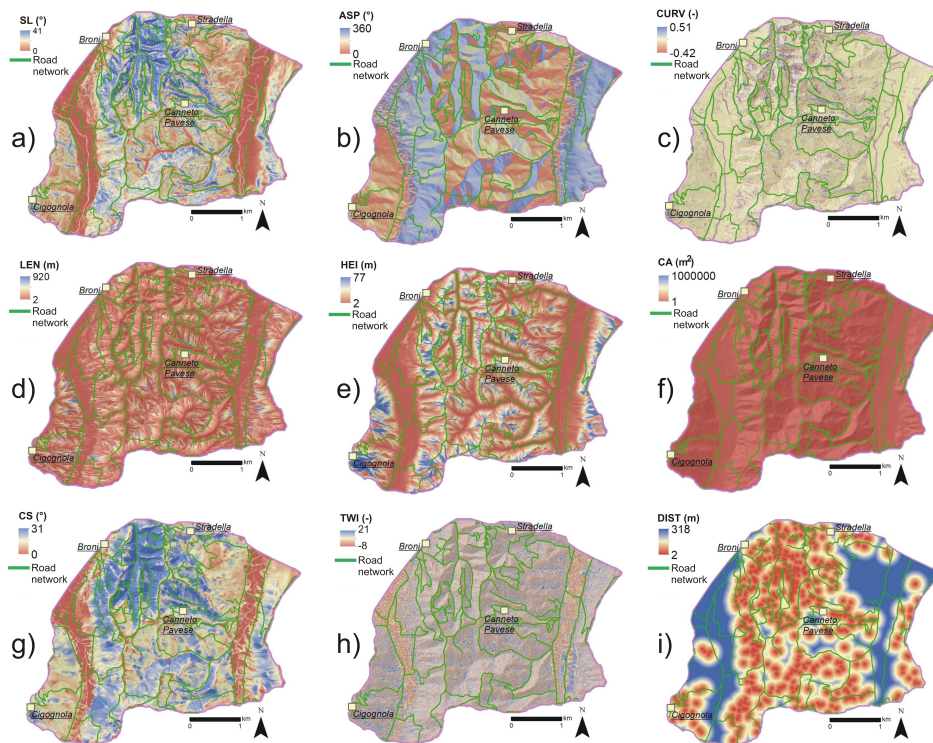 SL (°)
41
0
Road
network
Broni
Stradella
Canneto
Pavese
Cigognola
a)
0
1
km
N
ASP (°)
360
0
Road
network
Broni
Stradella
Canneto
Pavese
Cigognola
b)
0
1
km
N
CURV (-)
0.51
-0.42
Road
network
Broni
Stradella
Canneto
Pavese
Cigognola
c)
0
1
km
N
LEN (m)
920
2
Road
network
Broni
Stradella
Canneto
Pavese
Cigognola
d)
0
1
km
N
HEI (m)
77
2
Road
network
Broni
Stradella
Canneto
Pavese
Cigognola
e)
0
1
km
N
CA (m²)
1000000
1
Road
network
Broni
Stradella
Canneto
Pavese
Cigognola
f)
0
1
km
N
CS (°)
31
0
Road
network
Broni
Stradella
Canneto
Pavese
Cigognola
g)
0
1
km
N
TWI (-)
21
-8
Road
network
Broni
Stradella
Canneto
Pavese
Cigognola
h)
0
1
km
N
DIST (m)
318
2
Road
network
Broni
Stradella
Canneto
Pavese
Cigognola
i)
0
1
km
N